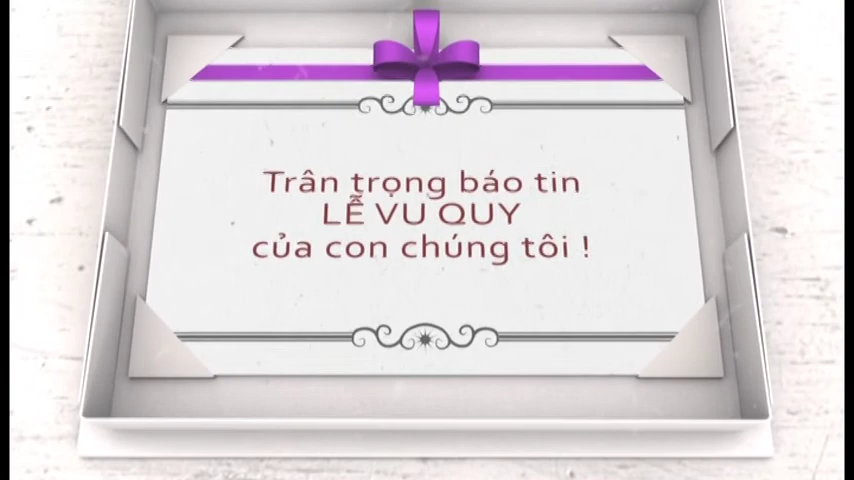 Trân trọng báo tin
LỄ VU QUY
của con chúng tôi !